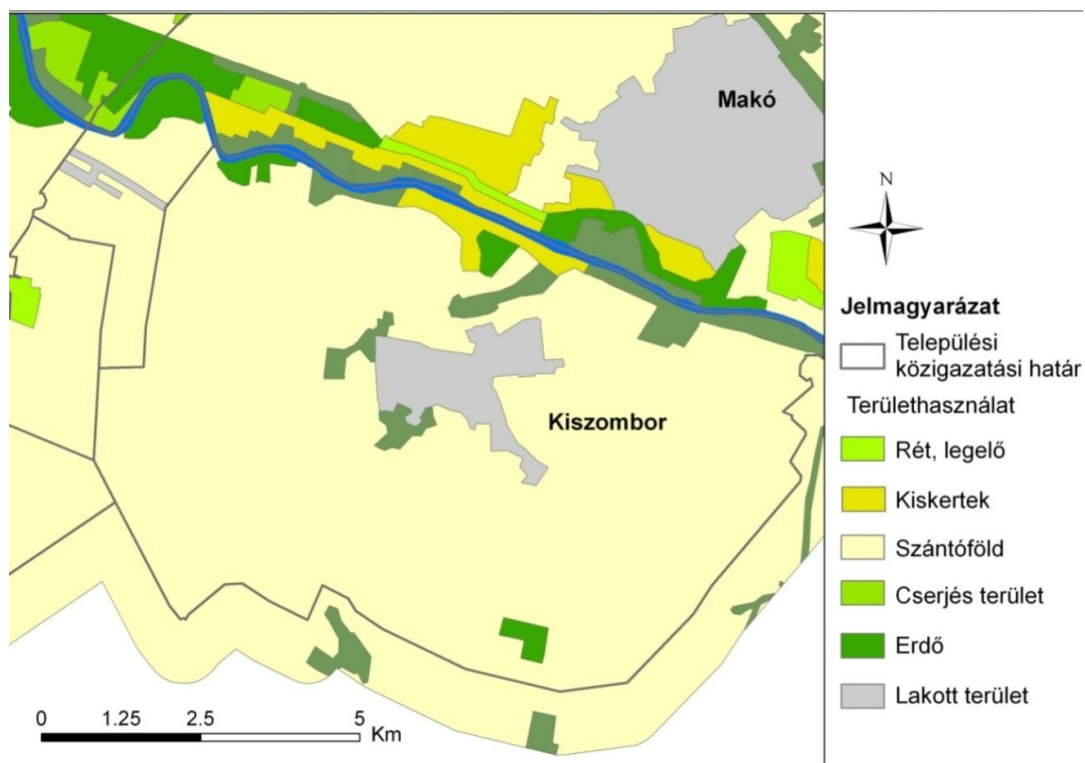 Makó
Kiszombor
N
Jelmagyarázat
Települési
közigazatási határ
Területhasználat
Rét, legelő
Kiskertek
Szántóföld
Cserjés terület
Erdő
Lakott terület
0 1.25 2.5 5
Km